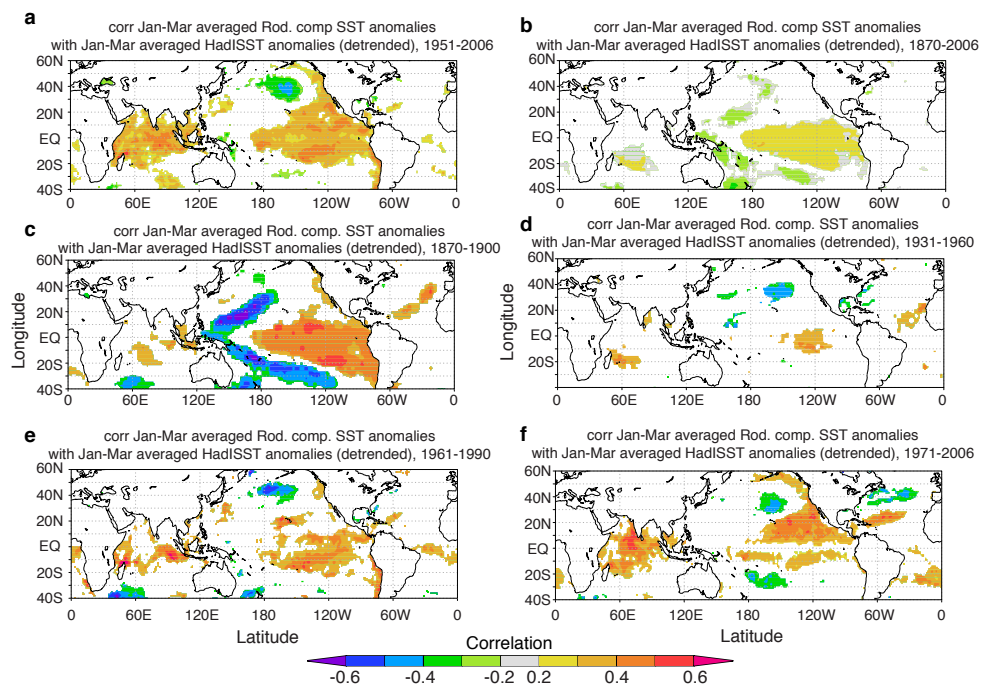 a
corr Jan-Mar averaged Rod. comp SST anomalies
with Jan-Mar averaged HadISST anomalies (detrended), 1951-2006
60N
40N
20N
EQ
20S
40S
0 60E 120E 180 120W 60W 0
b
corr Jan-Mar averaged Rod. comp SST anomalies
with Jan-Mar averaged HadISST anomalies (detrended), 1870-2006
60N
40N
20N
EQ
20S
40S
0 60E 120E 180 120W 60W 0
c
corr Jan-Mar averaged Rod. comp. SST anomalies
with Jan-Mar averaged HadISST anomalies (detrended), 1870-1900
Longitude
60N
40N
20N
EQ
20S
40S
0 60E 120E 180 120W 60W 0
d
corr Jan-Mar averaged Rod. comp. SST anomalies
with Jan-Mar averaged HadISST anomalies (detrended), 1931-1960
Longitude
60N
40N
20N
EQ
20S
0 60E 120E 180 120W 60W 0
e
corr Jan-Mar averaged Rod. comp. SST anomalies
with Jan-Mar averaged HadISST anomalies (detrended), 1961-1990
60N
40N
20N
EQ
20S
40S
0 60E 120E 180 120W 60W 0
Latitude
f
corr Jan-Mar averaged Rod. comp. SST anomalies
with Jan-Mar averaged HadISST anomalies (detrended), 1971-2006
60N
40N
20N
EQ
20S
40S
0 60E 120E 180 120W 60W 0
Latitude
Correlation
-0.6 -0.4 -0.2 0.2 0.4 0.6